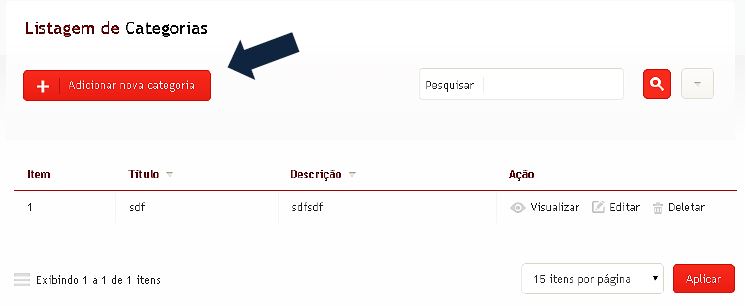 Listagem de Categorias
Adicionar nova categoria
Pesquisar
Item Título Descrição Ação
1 sdf sdfsdf Visualizar Editar Deletar
Exibindo 1 a 1 de 1 itens
15 itens por página
Aplicar